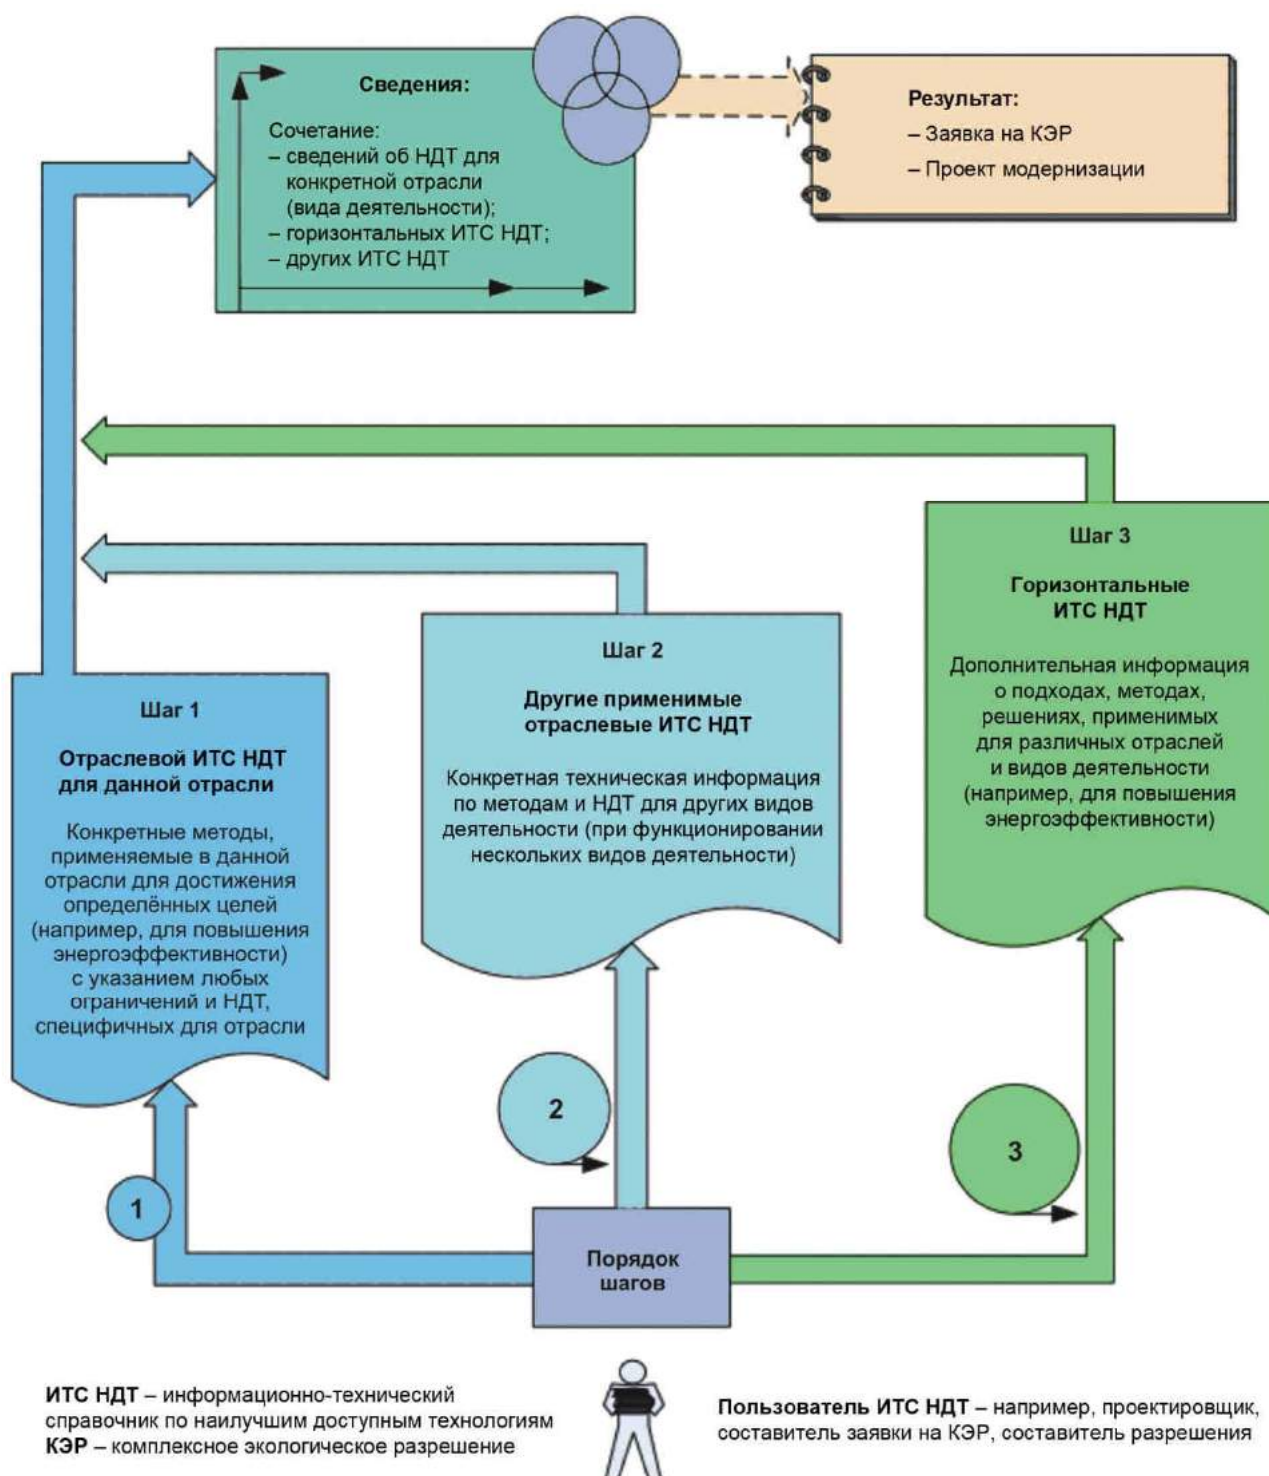 Сведения:
Сочетание:
– сведений об НДТ для
конкретной отрасли
(вида деятельности);
– горизонтальных ИТС НДТ;
– других ИТС НДТ
Результат:
– Заявка на КЭР
– Проект модернизации
Шаг 1
Отраслевой ИТС НДТ
для данной отрасли
Конкретные методы,
применяемые в данной
отрасли для достижения
определённых целей
(например, для повышения
энергоэффективности)
с указанием любых
ограничений и НДТ,
специфичных для отрасли
Шаг 2
Другие применимые
отраслевые ИТС НДТ
Конкретная техническая информация
по методам и НДТ для других видов
деятельности (при функционировании
нескольких видов деятельности)
Шаг 3
Горизонтальные
ИТС НДТ
Дополнительная информация
о подходах, методах,
решениях, применимых
для различных отраслей
и видов деятельности
(например, для повышения
энергоэффективности)
1
2
3
Порядок
шагов
ИТС НДТ – информационно-технический
справочник по наилучшим доступным технологиям
КЭР – комплексное экологическое разрешение
Пользователь ИТС НДТ – например, проектировщик,
составитель заявки на КЭР, составитель разрешения